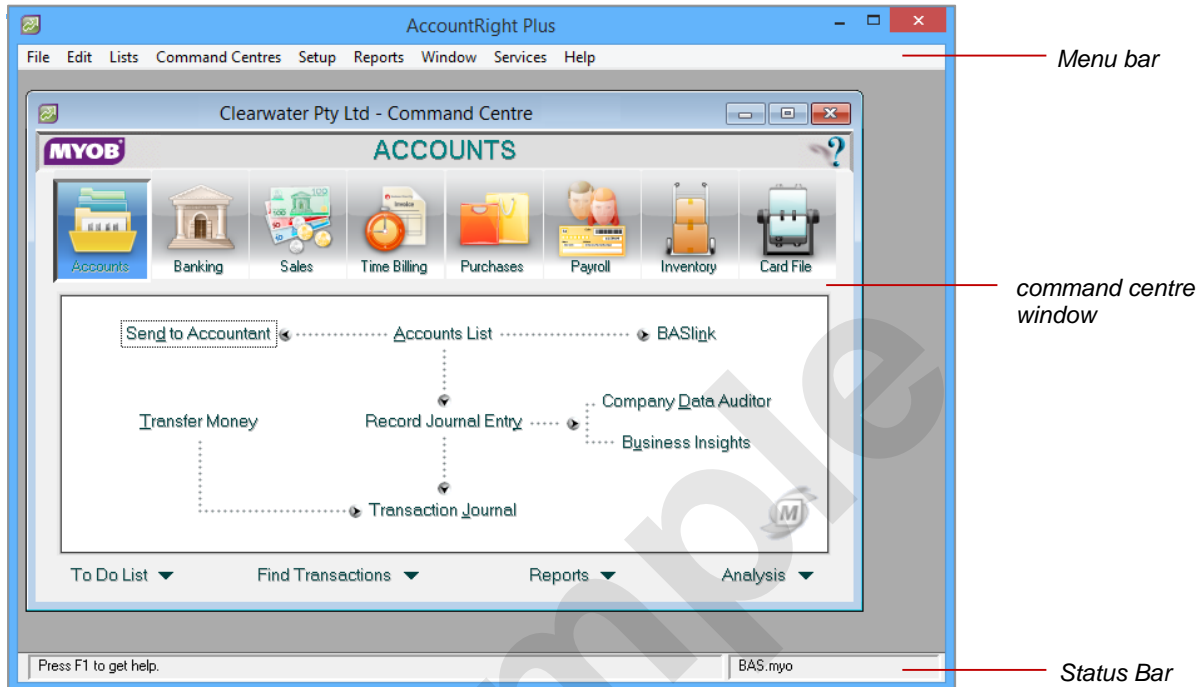 AccountRight Plus
File Edit Lists Command Centres Setup Reports Window Services Help
Menu bar
Clearwater Pty Ltd - Command Centre
MYOB ACCOUNTS
Accounts Banking Sales Time Billing Purchases Payroll Inventory Card File
command centre
window
Send to Accountant Accounts List BASlink
Company Data Auditor
Transfer Money Record Journal Entry
Business Insights
Transaction Journal
M
To Do List Find Transactions Reports Analysis
Press F1 to get help. BAS.myo
Status Bar